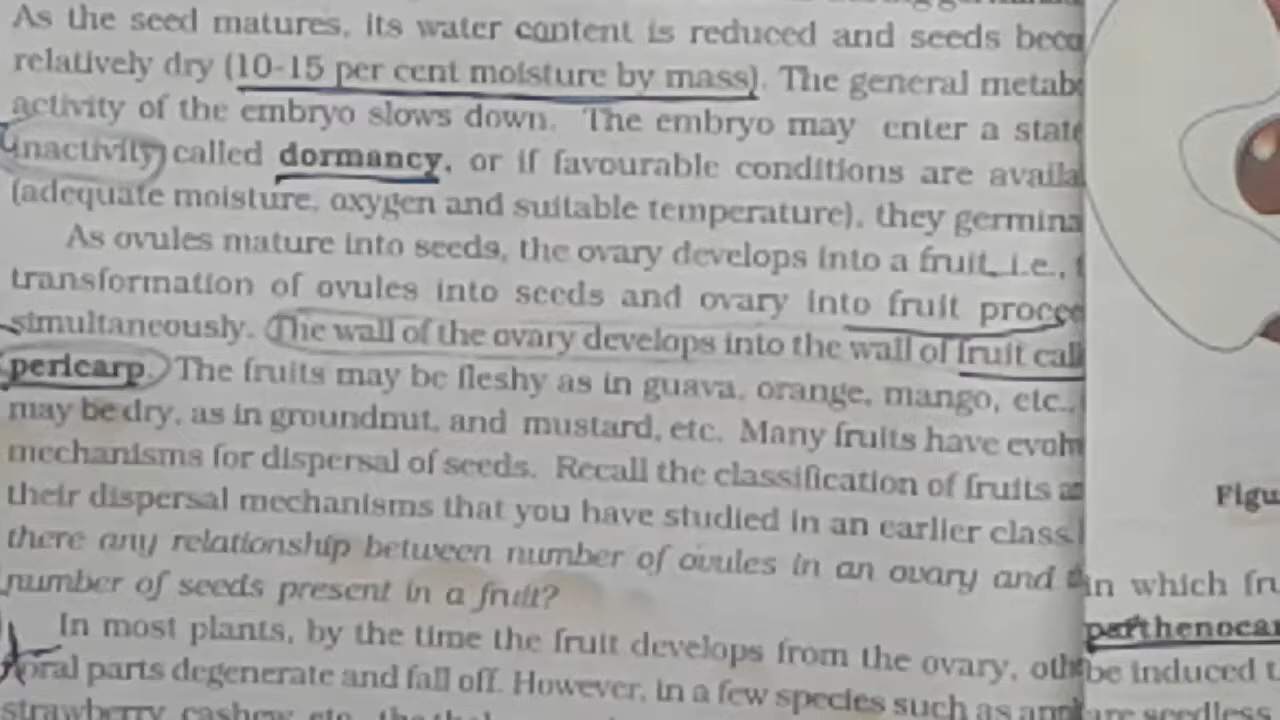 As the seed matures, its water content is reduced and seeds beco
relatively dry (10-15 per cent moisture by mass). The general metab
activity of the embryo slows down. The embryo may enter a state
inactivity called dormancy, or if favourable conditions are availa
(adequate moisture, oxygen and suitable temperature), they germina
As ovules mature into seeds, the ovary develops into a fruit, i.e.,
transformation of ovules into seeds and ovary into fruit procee
simultaneously. The wall of the ovary develops into the wall of fruit call
pericarp. The fruits may be fleshy as in guava, orange, mango, etc.,
may be dry, as in groundnut, and mustard, etc. Many fruits have evolv
mechanisms for dispersal of seeds. Recall the classification of fruits
their dispersal mechanisms that you have studied in an earlier class.
there any relationship between number of ovules in an ovary and
number of seeds present in a fruit?
In most plants, by the time the fruit develops from the ovary, oth
floral parts degenerate and fall off. However, in a few species such as
strawberry, cashew, etc.,
Figu
in which fru
parthenocar
be induced t
are seedless